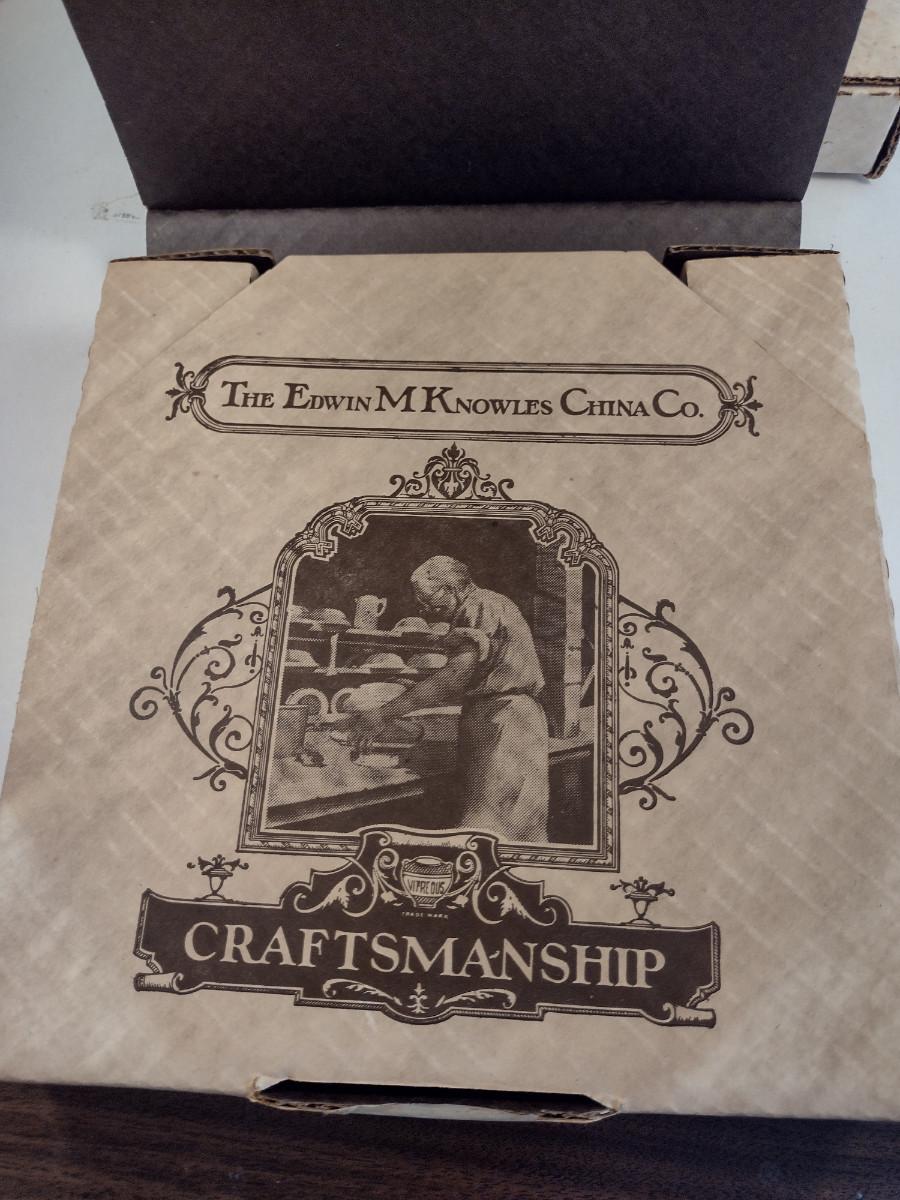 THE EDWIN M KNOWLES CHINA CO.
VITREOUS
TRADE MARK
CRAFTSMANSHIP